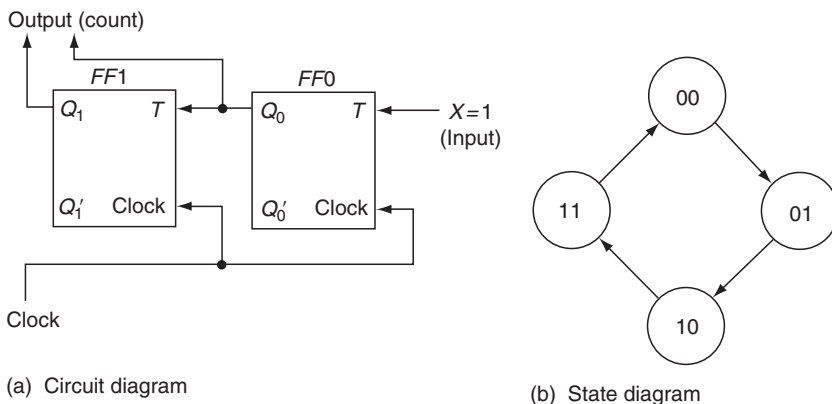 Output (count)
FF1
FF0
Q₁
T
Q₀
T
X=1
(Input)
Q₁′
Clock
Q₀′
Clock
Clock
(a) Circuit diagram
00
11
01
10
(b) State diagram